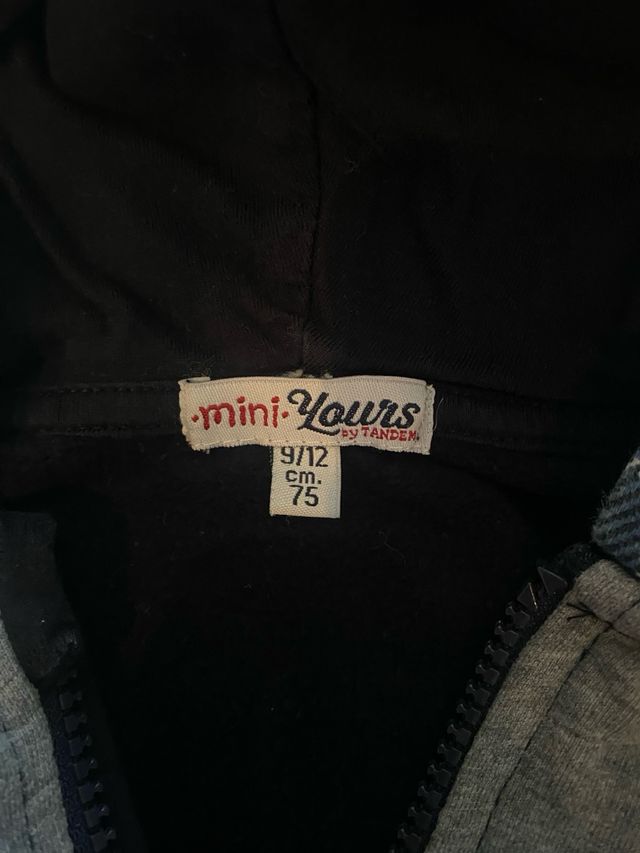 ·mini· Yours
by TANDEM.
9/12
cm.
75